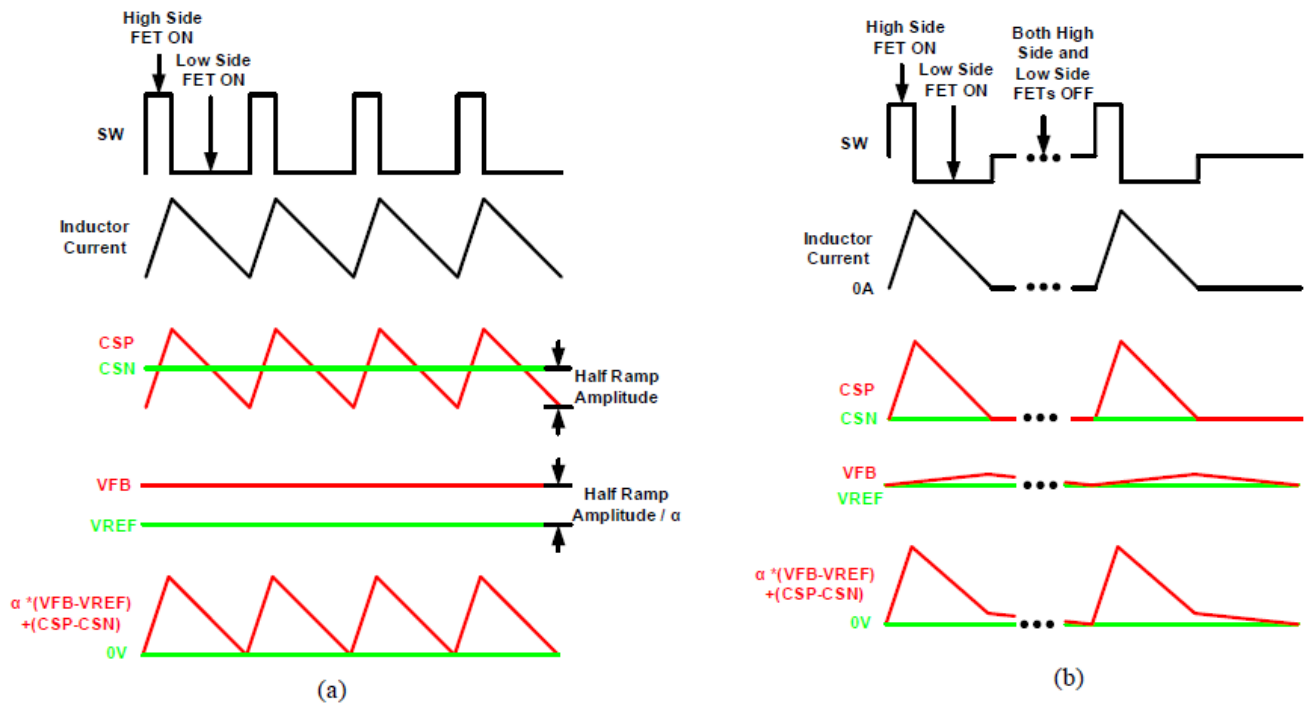 High Side
FET ON
Low Side
FET ON
SW
Inductor
Current
CSP
CSN
Half Ramp
Amplitude
VFB
VREF
Half Ramp
Amplitude / α
α *(VFB-VREF)
+(CSP-CSN)
0V
(a)
High Side
FET ON
Low Side
FET ON
Both High
Side and
Low Side
FETs OFF
SW
Inductor
Current
0A
CSP
CSN
VFB
VREF
α *(VFB-VREF)
+(CSP-CSN)
0V
(b)